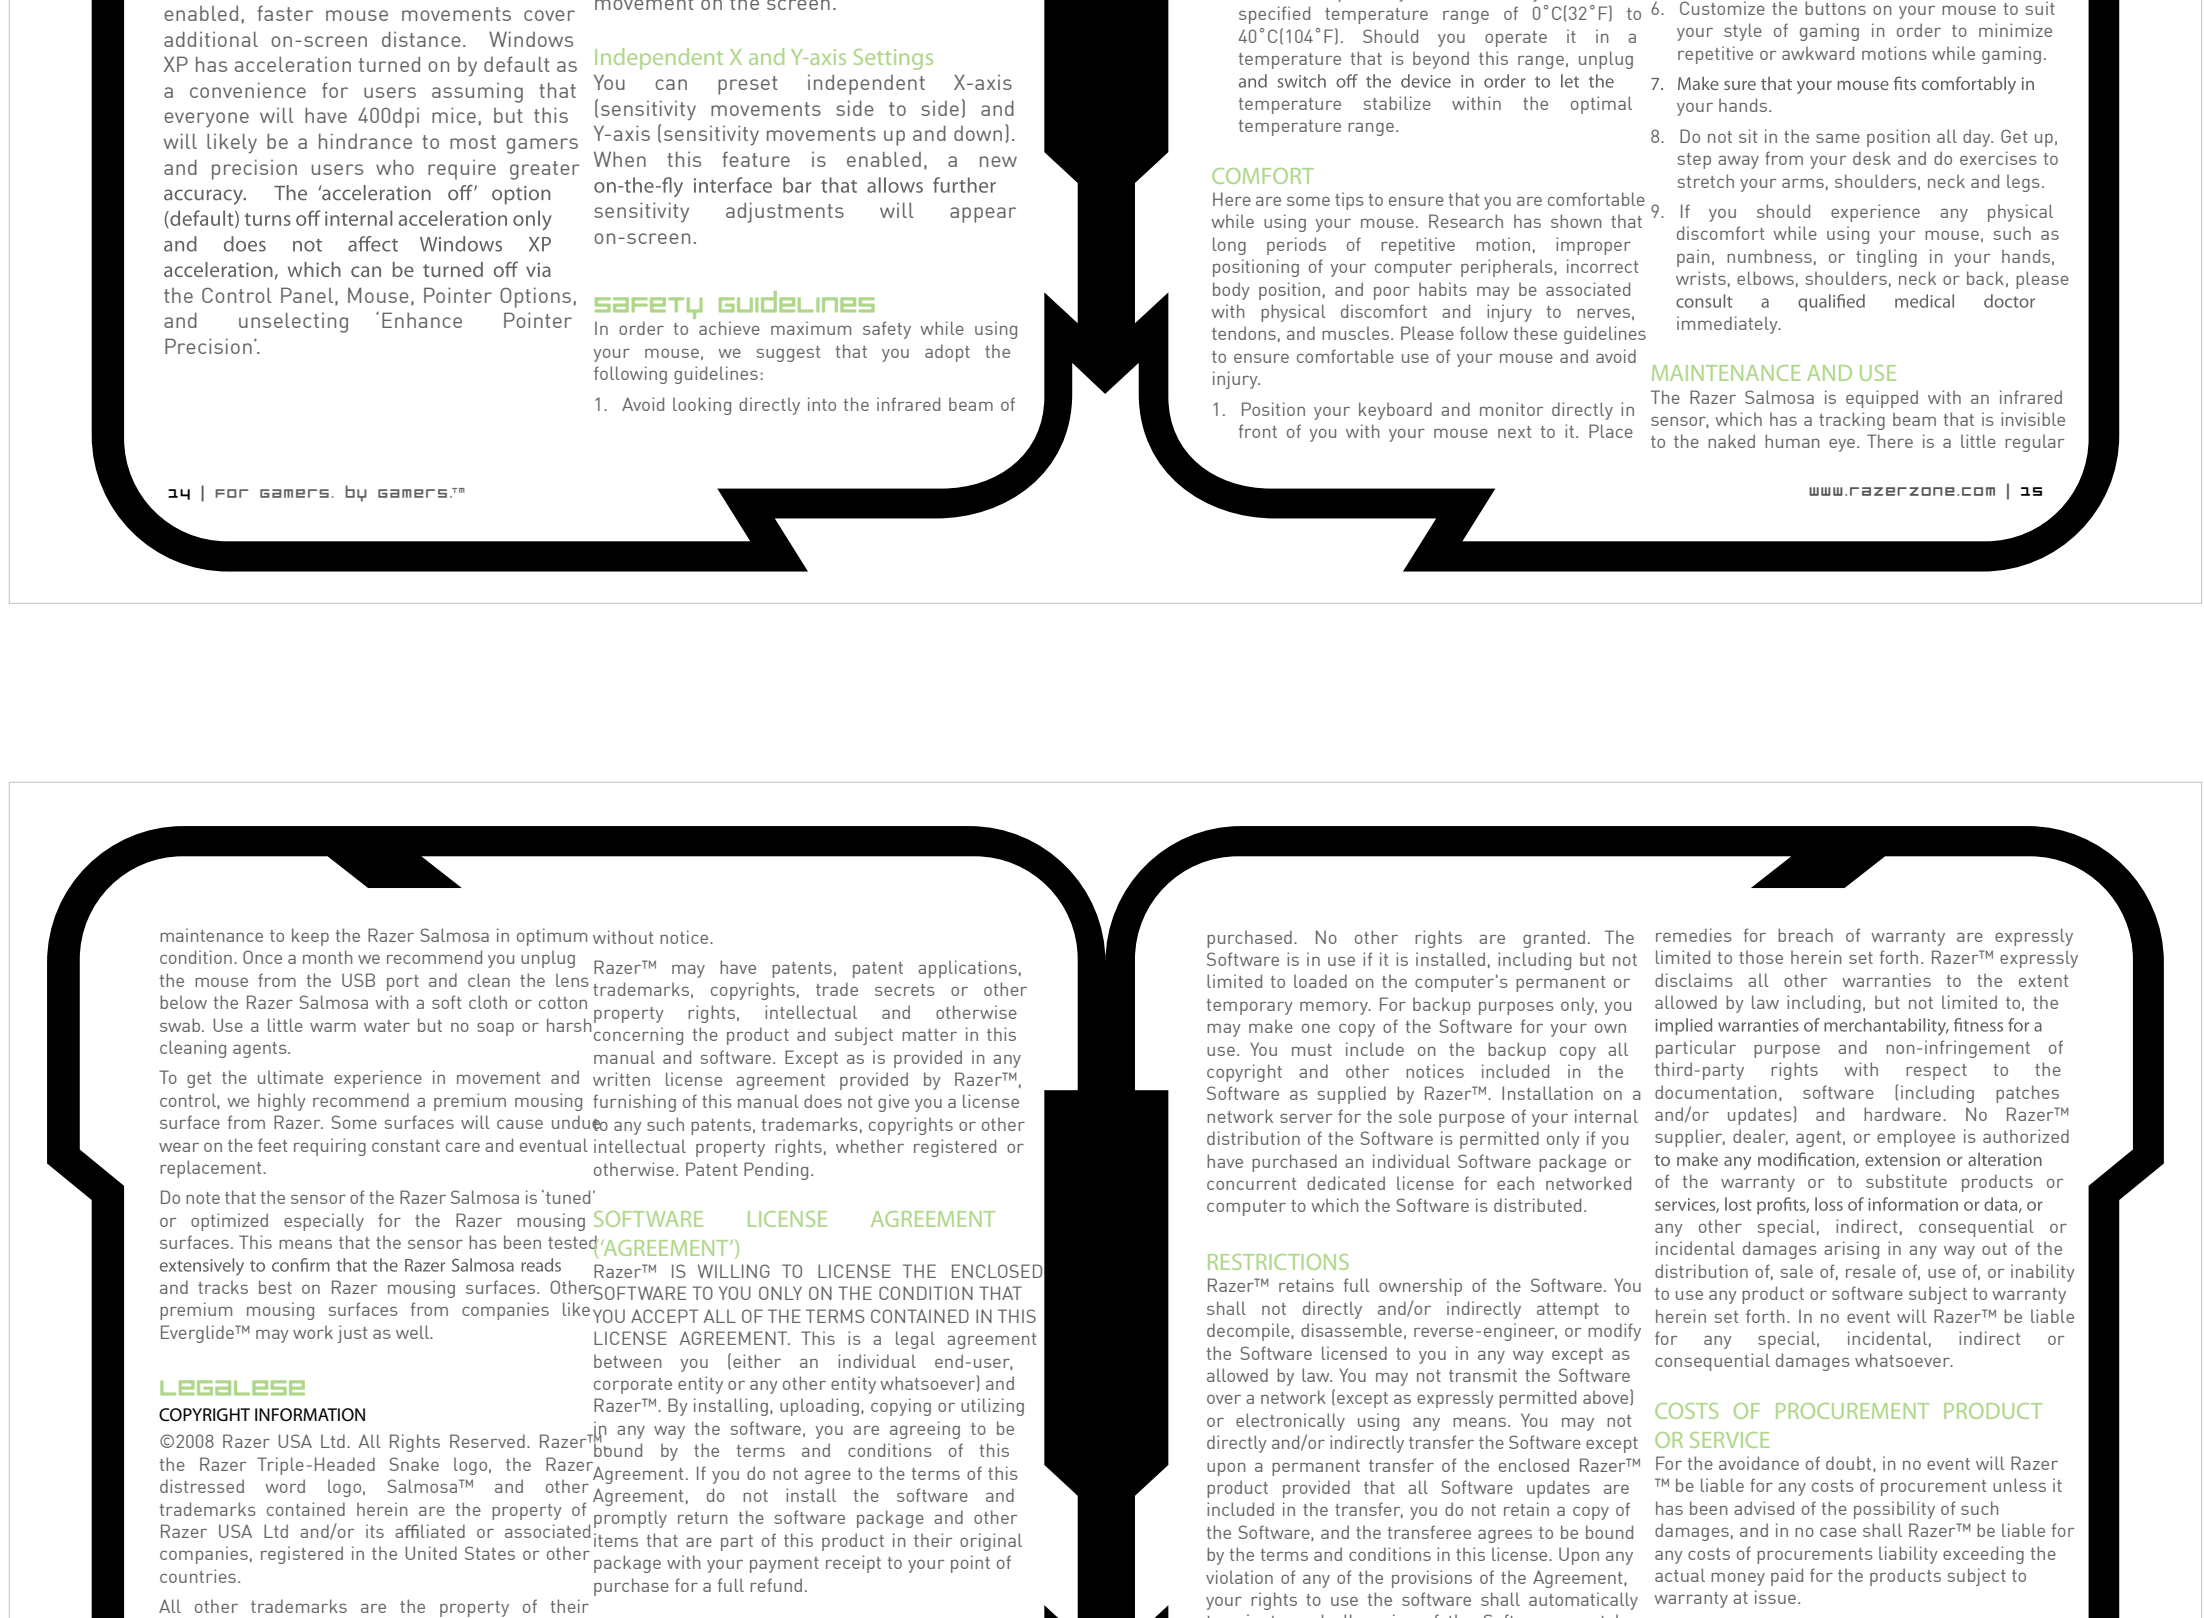 enabled, faster mouse movements cover
additional on-screen distance. Windows
XP has acceleration turned on by default as
a convenience for users assuming that
everyone will have 400dpi mice, but this
will likely be a hindrance to most gamers
and precision users who require greater
accuracy. The ‘acceleration off’ option
(default) turns off internal acceleration only
and does not affect Windows XP
acceleration, which can be turned off via
the Control Panel, Mouse, Pointer Options,
and unselecting ‘Enhance Pointer
Precision’.
movement on the screen.
Independent X and Y-axis Settings
You can preset independent X-axis
(sensitivity movements side to side) and
Y-axis (sensitivity movements up and down).
When this feature is enabled, a new
on-the-fly interface bar that allows further
sensitivity adjustments will appear
on-screen.
Safety Guidelines
In order to achieve maximum safety while using
your mouse, we suggest that you adopt the
following guidelines:
1. Avoid looking directly into the infrared beam of
14 | For gamers. by gamers.™
specified temperature range of 0˚C(32˚F) to
40˚C(104˚F). Should you operate it in a
temperature that is beyond this range, unplug
and switch off the device in order to let the
temperature stabilize within the optimal
temperature range.
COMFORT
Here are some tips to ensure that you are comfortable
while using your mouse. Research has shown that
long periods of repetitive motion, improper
positioning of your computer peripherals, incorrect
body position, and poor habits may be associated
with physical discomfort and injury to nerves,
tendons, and muscles. Please follow these guidelines
to ensure comfortable use of your mouse and avoid
injury.
1. Position your keyboard and monitor directly in
front of you with your mouse next to it. Place
6. Customize the buttons on your mouse to suit
your style of gaming in order to minimize
repetitive or awkward motions while gaming.
7. Make sure that your mouse fits comfortably in
your hands.
8. Do not sit in the same position all day. Get up,
step away from your desk and do exercises to
stretch your arms, shoulders, neck and legs.
9. If you should experience any physical
discomfort while using your mouse, such as
pain, numbness, or tingling in your hands,
wrists, elbows, shoulders, neck or back, please
consult a qualified medical doctor
immediately.
MAINTENANCE AND USE
The Razer Salmosa is equipped with an infrared
sensor, which has a tracking beam that is invisible
to the naked human eye. There is a little regular
www.razerzone.com | 15
maintenance to keep the Razer Salmosa in optimum
condition. Once a month we recommend you unplug
the mouse from the USB port and clean the lens
below the Razer Salmosa with a soft cloth or cotton
swab. Use a little warm water but no soap or harsh
cleaning agents.
To get the ultimate experience in movement and
control, we highly recommend a premium mousing
surface from Razer. Some surfaces will cause undue
wear on the feet requiring constant care and eventual
replacement.
Do note that the sensor of the Razer Salmosa is ‘tuned’
or optimized especially for the Razer mousing
surfaces. This means that the sensor has been tested
extensively to confirm that the Razer Salmosa reads
and tracks best on Razer mousing surfaces. Other
premium mousing surfaces from companies like
Everglide™ may work just as well.
Legalese
COPYRIGHT INFORMATION
©2008 Razer USA Ltd. All Rights Reserved. Razer™,
the Razer Triple-Headed Snake logo, the Razer
distressed word logo, Salmosa™ and other
trademarks contained herein are the property of
Razer USA Ltd and/or its affiliated or associated
companies, registered in the United States or other
countries.
All other trademarks are the property of their
without notice.
Razer™ may have patents, patent applications,
trademarks, copyrights, trade secrets or other
property rights, intellectual and otherwise
concerning the product and subject matter in this
manual and software. Except as is provided in any
written license agreement provided by Razer™,
furnishing of this manual does not give you a license
to any such patents, trademarks, copyrights or other
intellectual property rights, whether registered or
otherwise. Patent Pending.
SOFTWARE LICENSE AGREEMENT
(‘AGREEMENT’)
Razer™ IS WILLING TO LICENSE THE ENCLOSED
SOFTWARE TO YOU ONLY ON THE CONDITION THAT
YOU ACCEPT ALL OF THE TERMS CONTAINED IN THIS
LICENSE AGREEMENT. This is a legal agreement
between you (either an individual end-user,
corporate entity or any other entity whatsoever) and
Razer™. By installing, uploading, copying or utilizing
in any way the software, you are agreeing to be
bound by the terms and conditions of this
Agreement. If you do not agree to the terms of this
Agreement, do not install the software and
promptly return the software package and other
items that are part of this product in their original
package with your payment receipt to your point of
purchase for a full refund.
purchased. No other rights are granted. The
Software is in use if it is installed, including but not
limited to loaded on the computer's permanent or
temporary memory. For backup purposes only, you
may make one copy of the Software for your own
use. You must include on the backup copy all
copyright and other notices included in the
Software as supplied by Razer™. Installation on a
network server for the sole purpose of your internal
distribution of the Software is permitted only if you
have purchased an individual Software package or
concurrent dedicated license for each networked
computer to which the Software is distributed.
RESTRICTIONS
Razer™ retains full ownership of the Software. You
shall not directly and/or indirectly attempt to
decompile, disassemble, reverse-engineer, or modify
the Software licensed to you in any way except as
allowed by law. You may not transmit the Software
over a network (except as expressly permitted above)
or electronically using any means. You may not
directly and/or indirectly transfer the Software except
upon a permanent transfer of the enclosed Razer™
product provided that all Software updates are
included in the transfer, you do not retain a copy of
the Software, and the transferee agrees to be bound
by the terms and conditions in this license. Upon any
violation of any of the provisions of the Agreement,
your rights to use the software shall automatically
remedies for breach of warranty are expressly
limited to those herein set forth. Razer™ expressly
disclaims all other warranties to the extent
allowed by law including, but not limited to, the
implied warranties of merchantability, fitness for a
particular purpose and non-infringement of
third-party rights with respect to the
documentation, software (including patches
and/or updates) and hardware. No Razer™
supplier, dealer, agent, or employee is authorized
to make any modification, extension or alteration
of the warranty or to substitute products or
services, lost profits, loss of information or data, or
any other special, indirect, consequential or
incidental damages arising in any way out of the
distribution of, sale of, resale of, use of, or inability
to use any product or software subject to warranty
herein set forth. In no event will Razer™ be liable
for any special, incidental, indirect or
consequential damages whatsoever.
COSTS OF PROCUREMENT PRODUCT
OR SERVICE
For the avoidance of doubt, in no event will Razer
™ be liable for any costs of procurement unless it
has been advised of the possibility of such
damages, and in no case shall Razer™ be liable for
any costs of procurements liability exceeding the
actual money paid for the products subject to
warranty at issue.